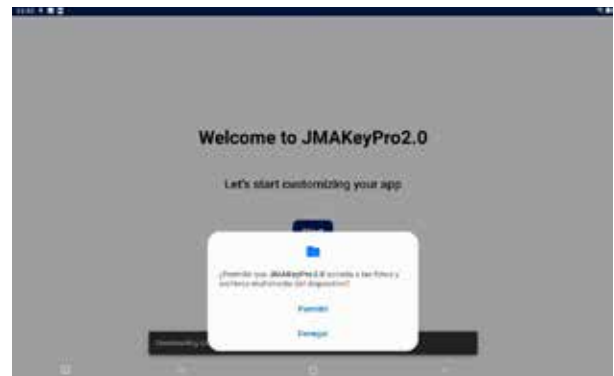 Welcome to JMAKeyPro2.0
Let's start customizing your app
¿Permitir que JMAKeyPro2.0 acceda a las fotos y
archivos multimedia del dispositivo?
Permitir
Denegar
Downloading